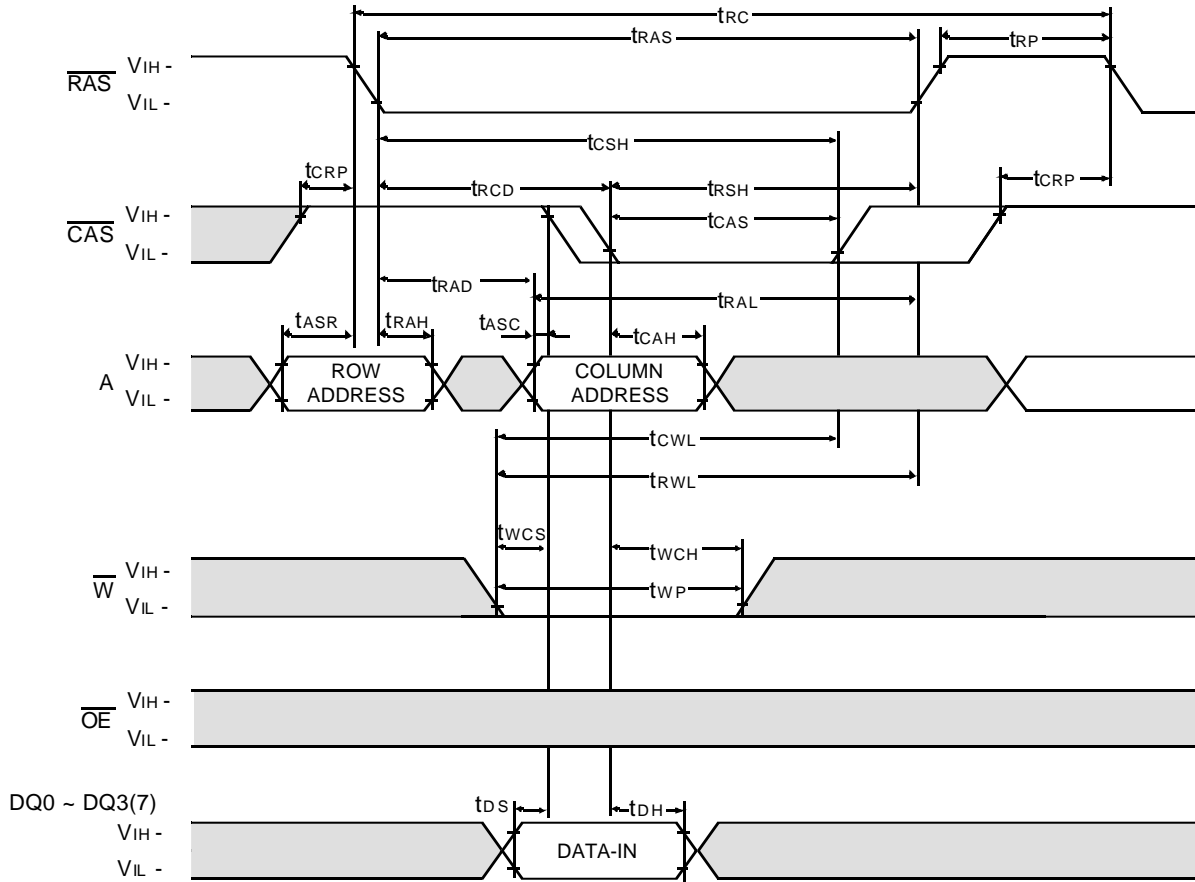 tRC
tRAS
tRP
RAS
VIH -
VIL -
tCSH
tCRP
tRCD
tRSH
tCRP
CAS
VIH -
VIL -
tCAS
tRAD
tRAL
tASR
tRAH
tASC
tCAH
A
VIH -
VIL -
ROW
ADDRESS
COLUMN
ADDRESS
tCWL
tRWL
tWCS
tWCH
W
VIH -
VIL -
tWP
OE
VIH -
VIL -
DQ0 ~ DQ3(7)
VIH -
VIL -
tDS
tDH
DATA-IN